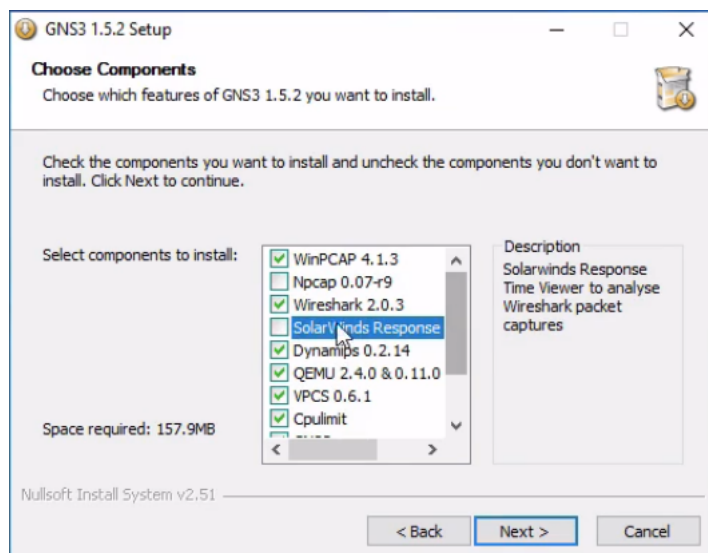 GNS3 1.5.2 Setup
Choose Components
Choose which features of GNS3 1.5.2 you want to install.
Check the components you want to install and uncheck the components you don't want to
install. Click Next to continue.
Select components to install:
WinPCAP 4.1.3
Npcap 0.07-r9
Wireshark 2.0.3
SolarWinds Response
Dynamips 0.2.14
QEMU 2.4.0 & 0.11.0
VPCS 0.6.1
Cpulimit
Description
Solarwinds Response
Time Viewer to analyse
Wireshark packet
captures
Space required: 157.9MB
Nullsoft Install System v2.51
< Back
Next >
Cancel